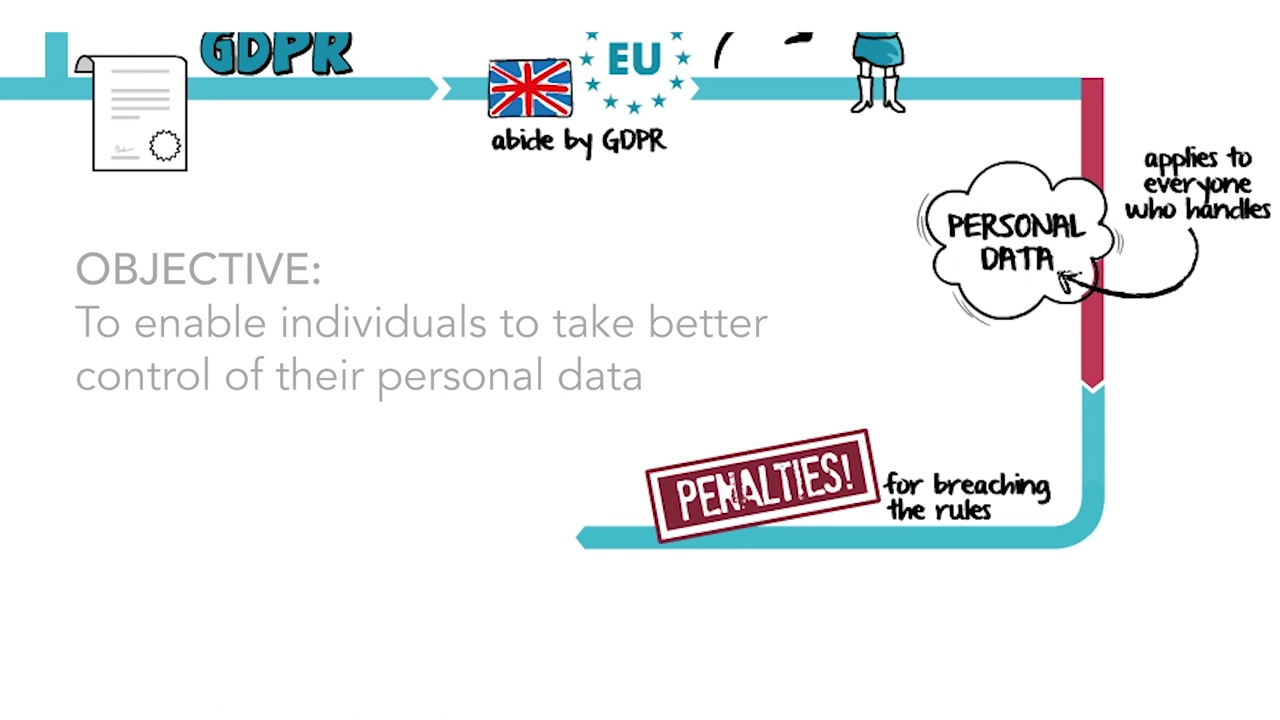 GDPR
EU
abide by GDPR
applies to
everyone
who handles
PERSONAL
DATA
OBJECTIVE:
To enable individuals to take better
control of their personal data
PENALTIES!
for breaching
the rules